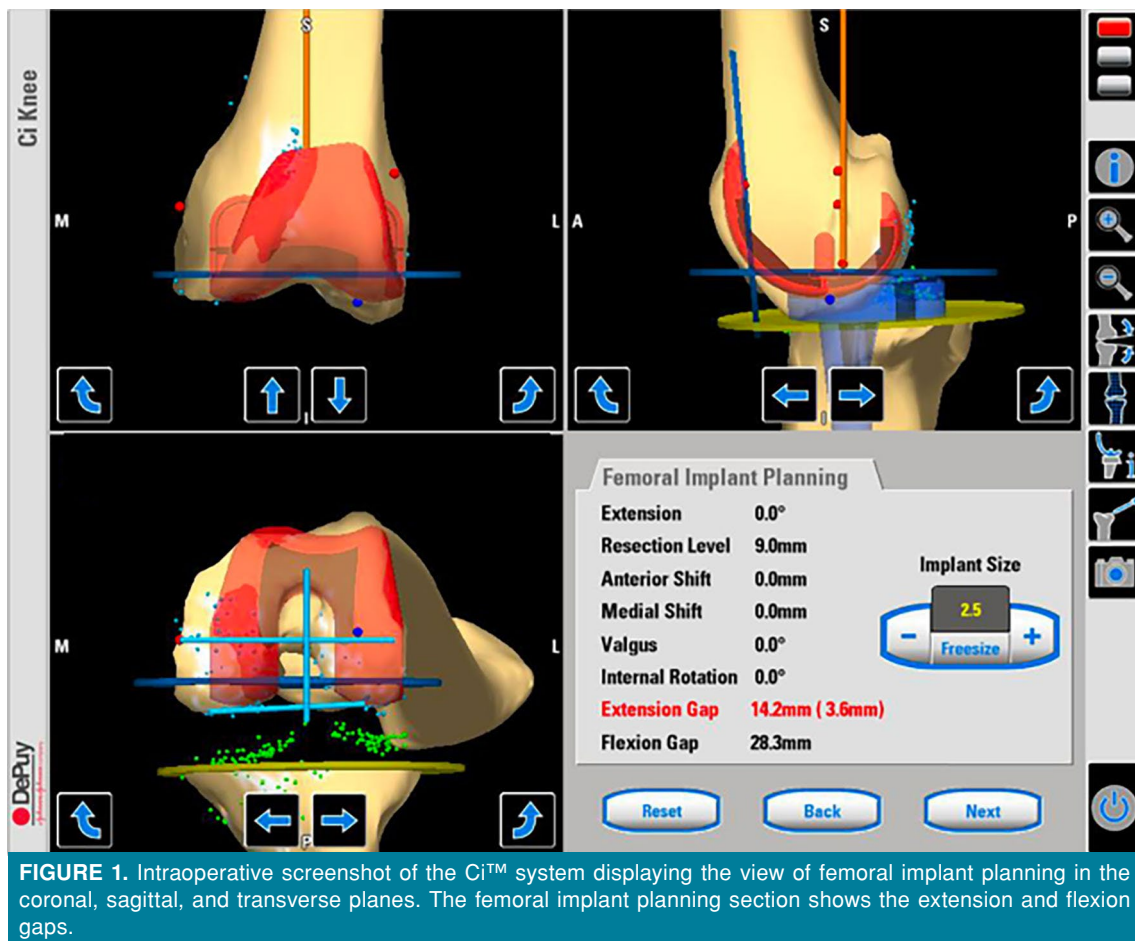 Ci Knee
S
M
L
I
S
A
P
I
M
L
P
Femoral Implant Planning
Extension 0.0°
Resection Level 9.0mm
Anterior Shift 0.0mm
Medial Shift 0.0mm
Valgus 0.0°
Internal Rotation 0.0°
Extension Gap 14.2mm ( 3.6mm)
Flexion Gap 28.3mm
Implant Size
2.5
− Freesize +
Reset Back Next
DePuy
FIGURE 1. Intraoperative screenshot of the Ci™ system displaying the view of femoral implant planning in the
coronal, sagittal, and transverse planes. The femoral implant planning section shows the extension and flexion
gaps.